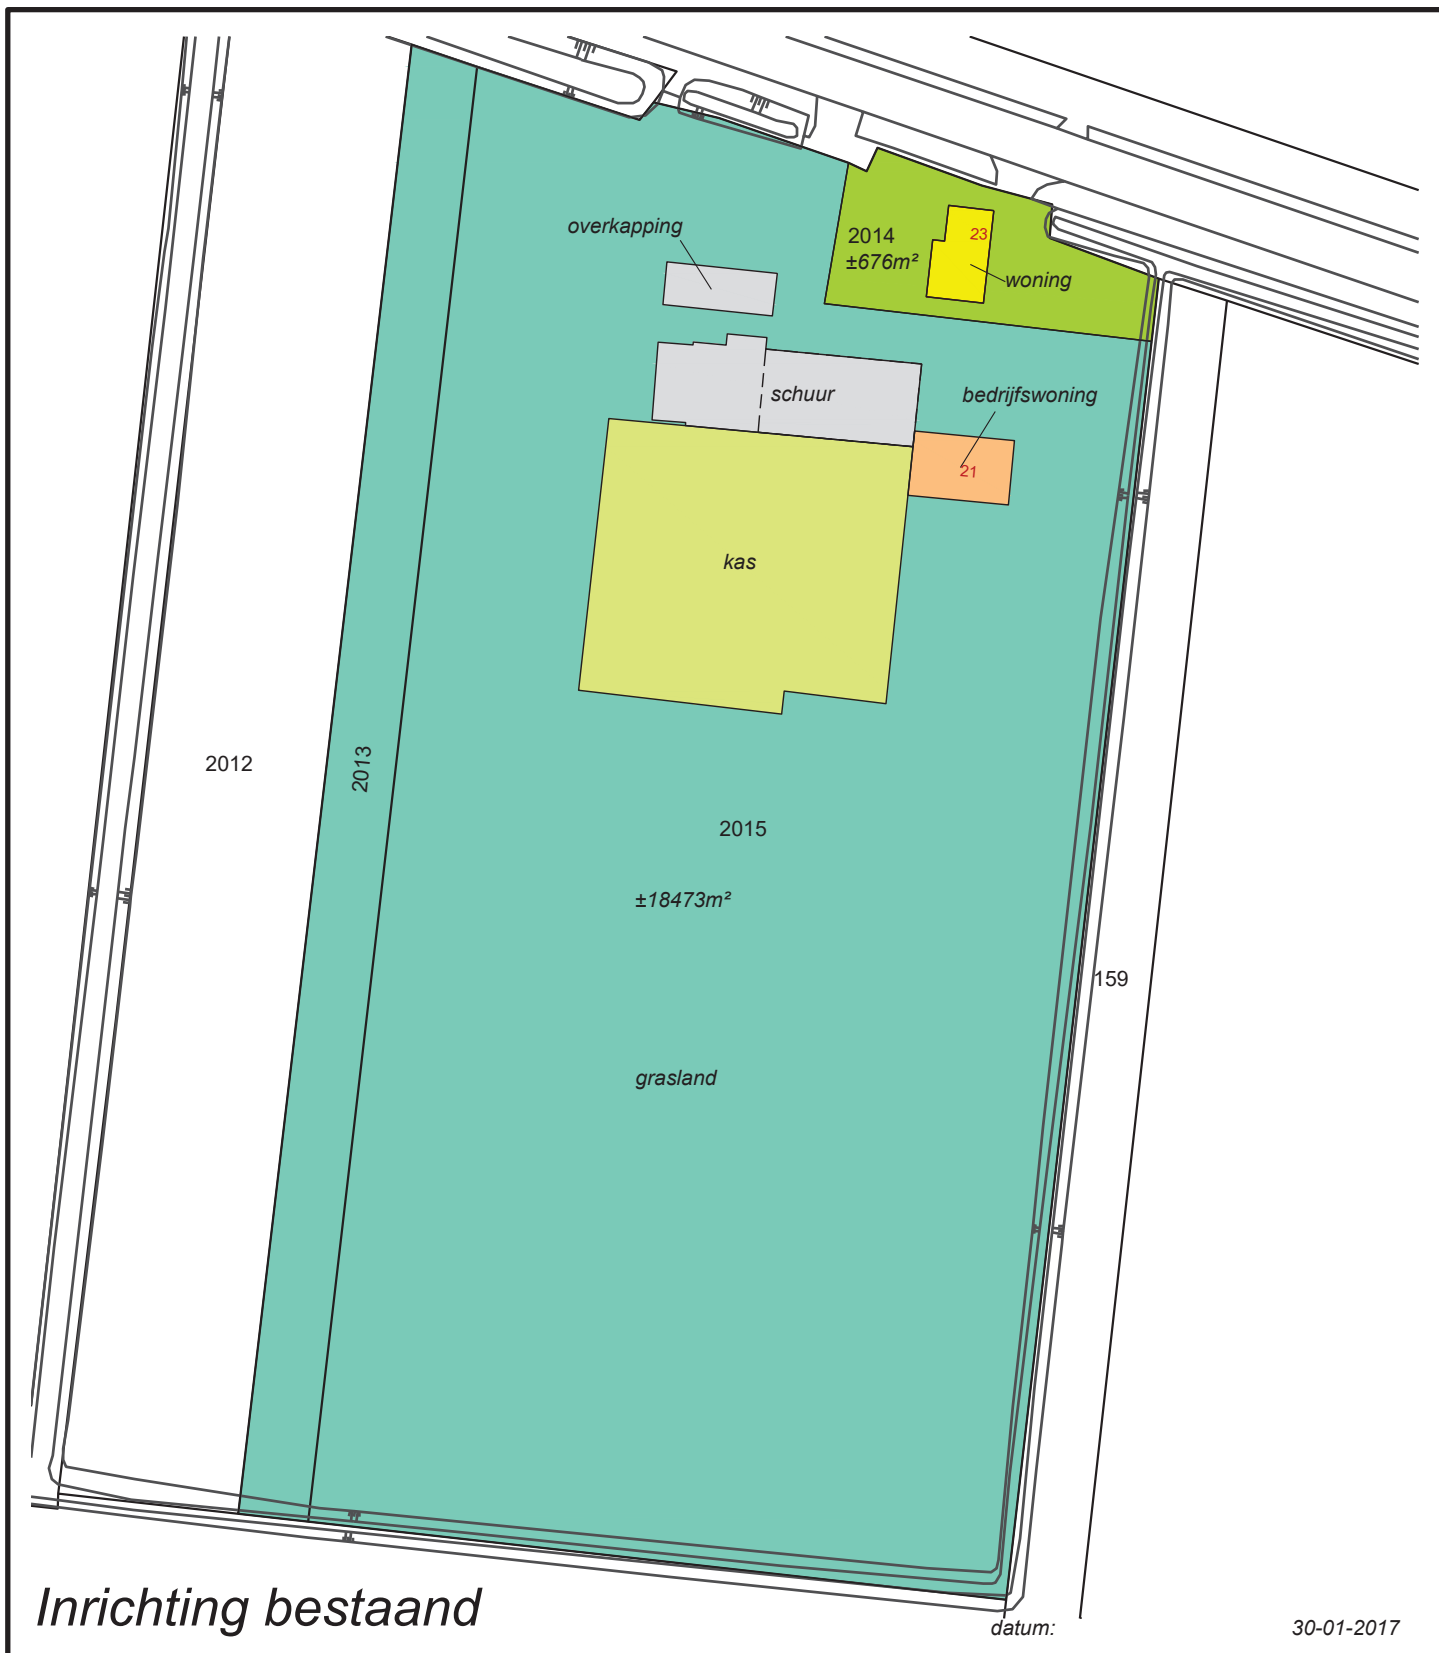 overkapping
2014
±676m²
23
woning
schuur
bedrijfswoning
21
kas
2012
2013
2015
±18473m²
159
grasland
Inrichting bestaand
datum: 30-01-2017